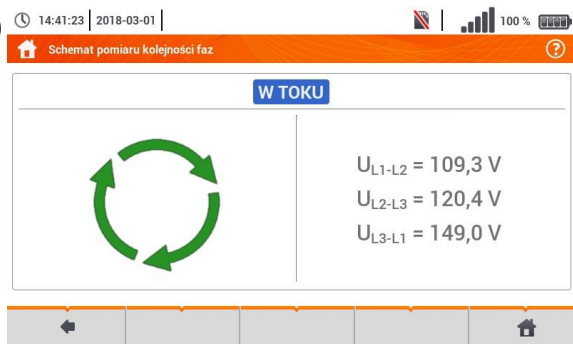 14:41:23 2018-03-01 100 %
Schemat pomiaru kolejności faz ?
W TOKU
UL1-L2 = 109,3 V
UL2-L3 = 120,4 V
UL3-L1 = 149,0 V